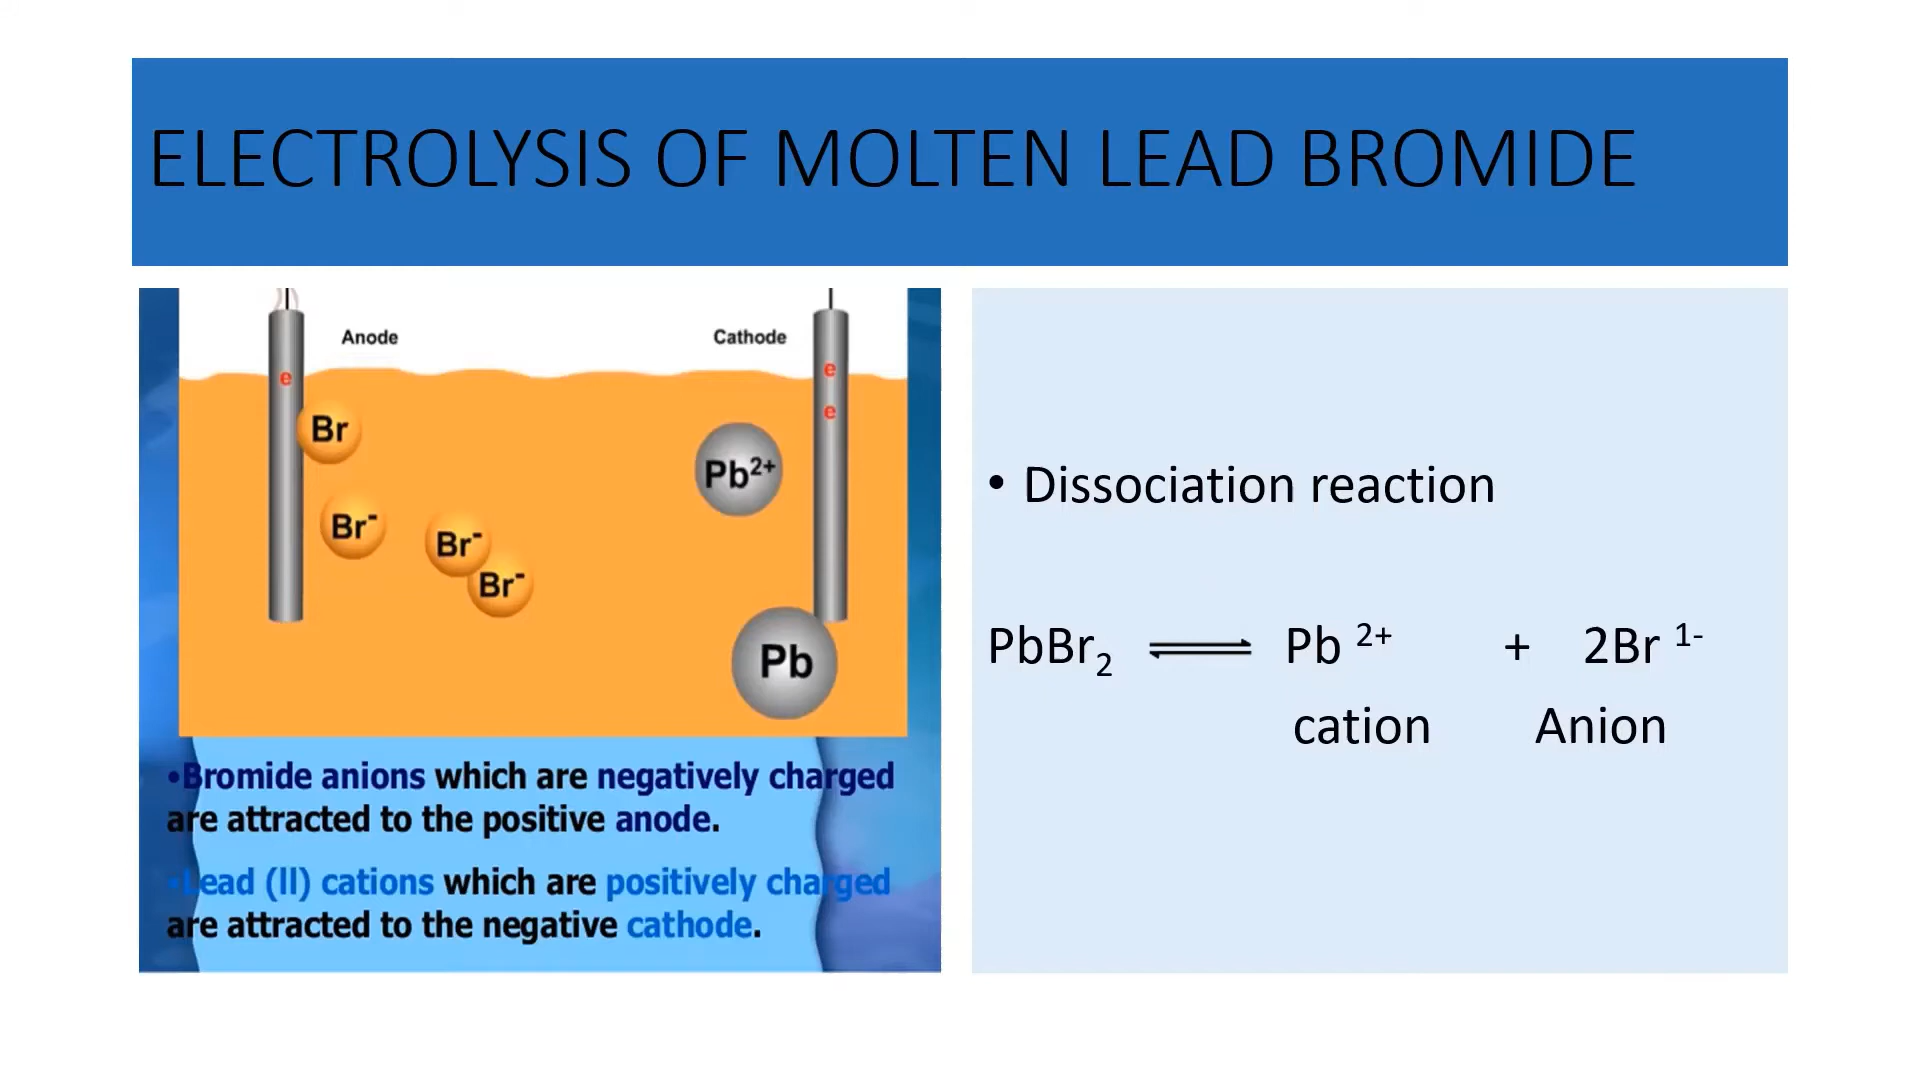 ELECTROLYSIS OF MOLTEN LEAD BROMIDE
Anode
Cathode
e
e
e
Br
Br⁻
Br⁻
Br⁻
Pb²⁺
Pb
•Bromide anions which are negatively charged
are attracted to the positive anode.
•Lead (II) cations which are positively charged
are attracted to the negative cathode.
• Dissociation reaction
PbBr₂ ⇌ Pb ²⁺ + 2Br ¹⁻
cation Anion